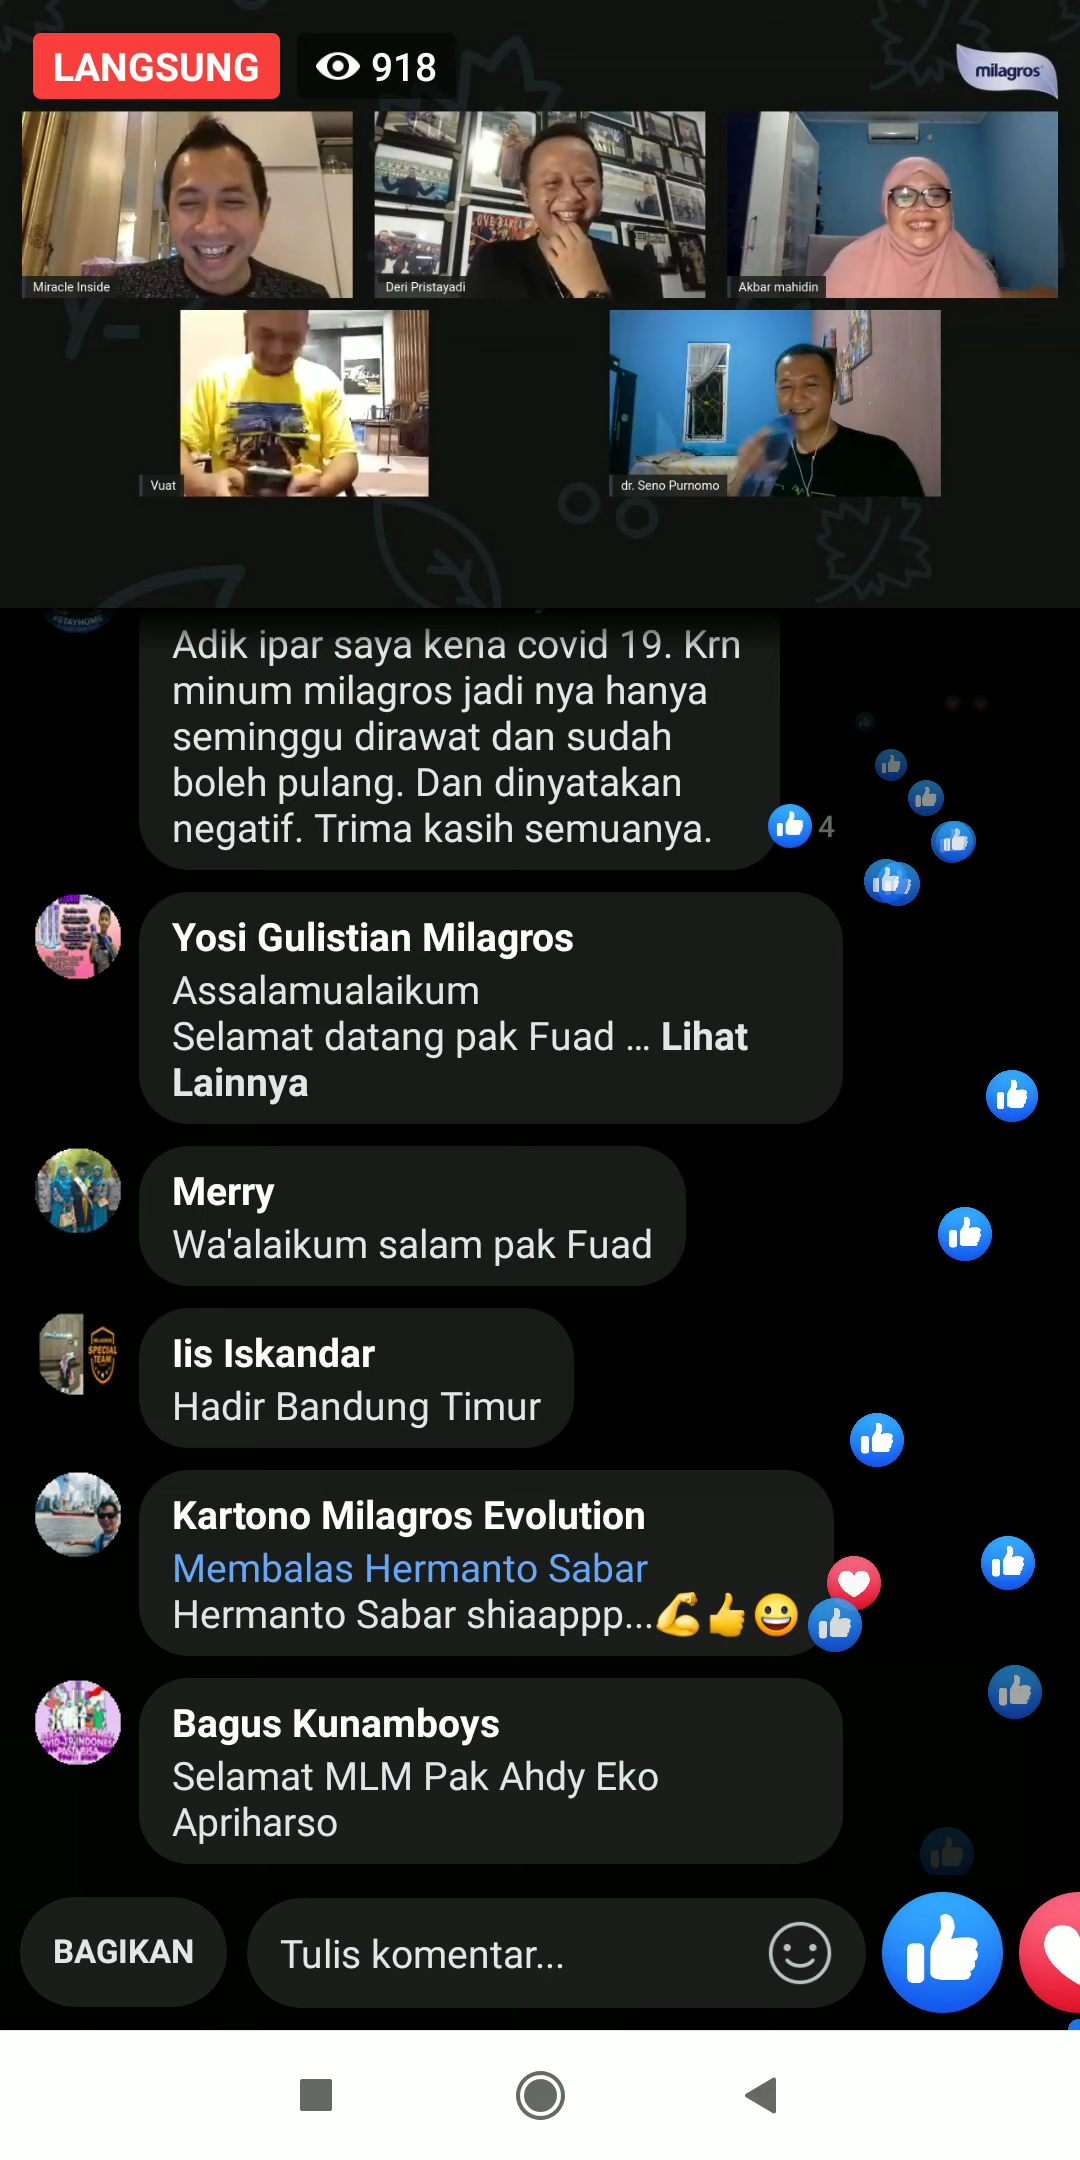 LANGSUNG
918
milagros
Miracle Inside
Deri Pristayadi
Akbar mahidin
Vuat
dr. Seno Purnomo
#STAYHOME
Adik ipar saya kena covid 19. Krn
minum milagros jadi nya hanya
seminggu dirawat dan sudah
boleh pulang. Dan dinyatakan
negatif. Trima kasih semuanya.
4
Yosi Gulistian Milagros
Assalamualaikum
Selamat datang pak Fuad ... Lihat
Lainnya
Merry
Wa'alaikum salam pak Fuad
Iis Iskandar
Hadir Bandung Timur
SPECIAL
TEAM
Kartono Milagros Evolution
Membalas Hermanto Sabar
Hermanto Sabar shiaappp...💪👍😀
Bagus Kunamboys
Selamat MLM Pak Ahdy Eko
Apriharso
BAGIKAN
Tulis komentar...